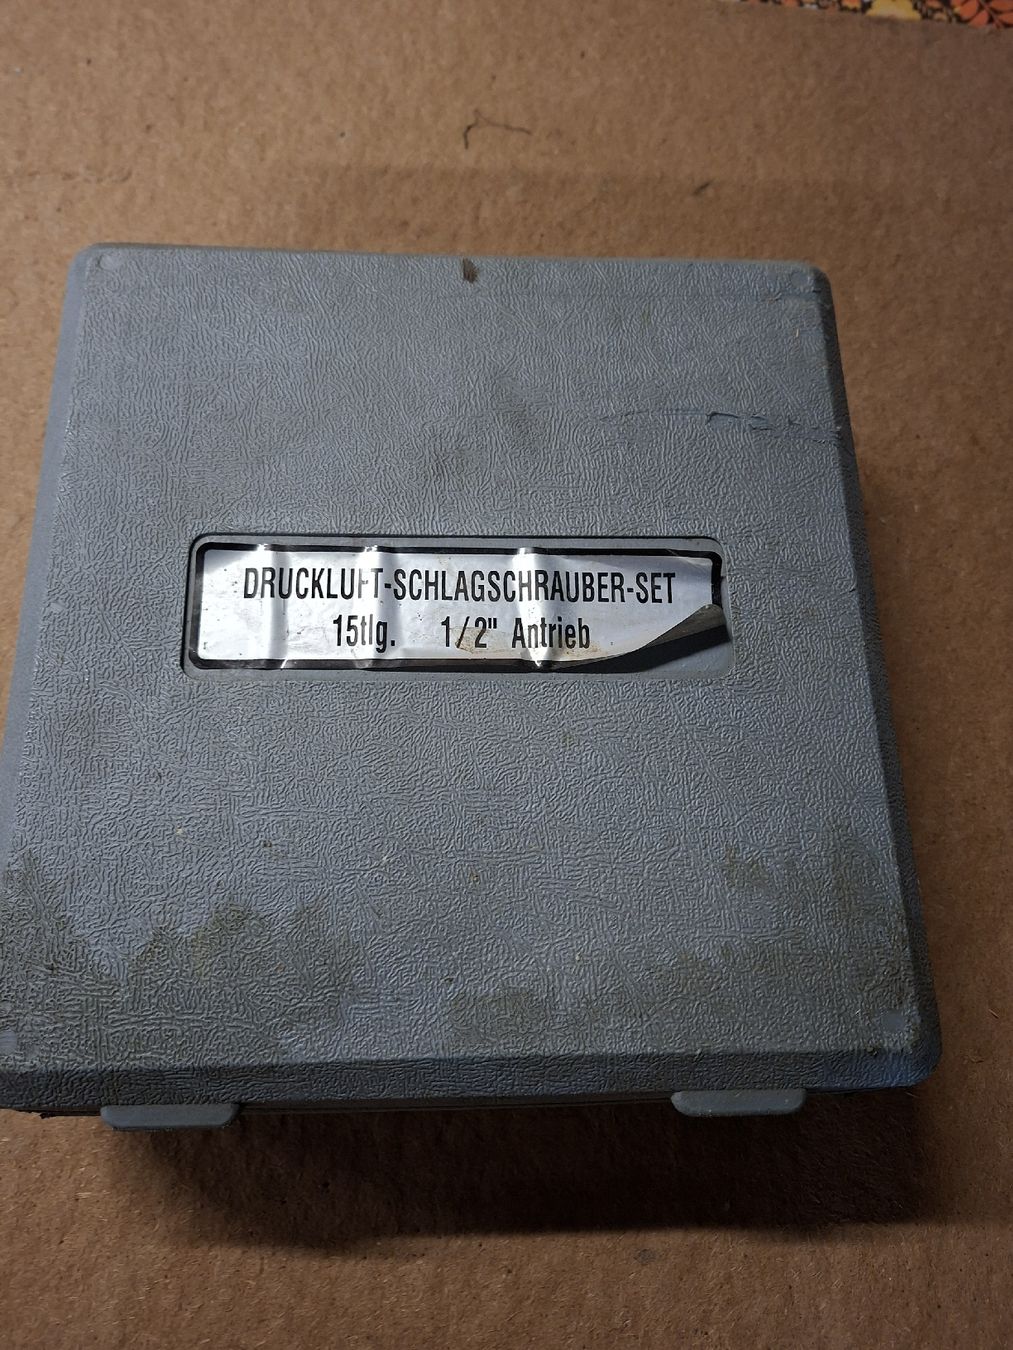 DRUCKLUFT-SCHLAGSCHRAUBER-SET
15tlg. 1/2" Antrieb